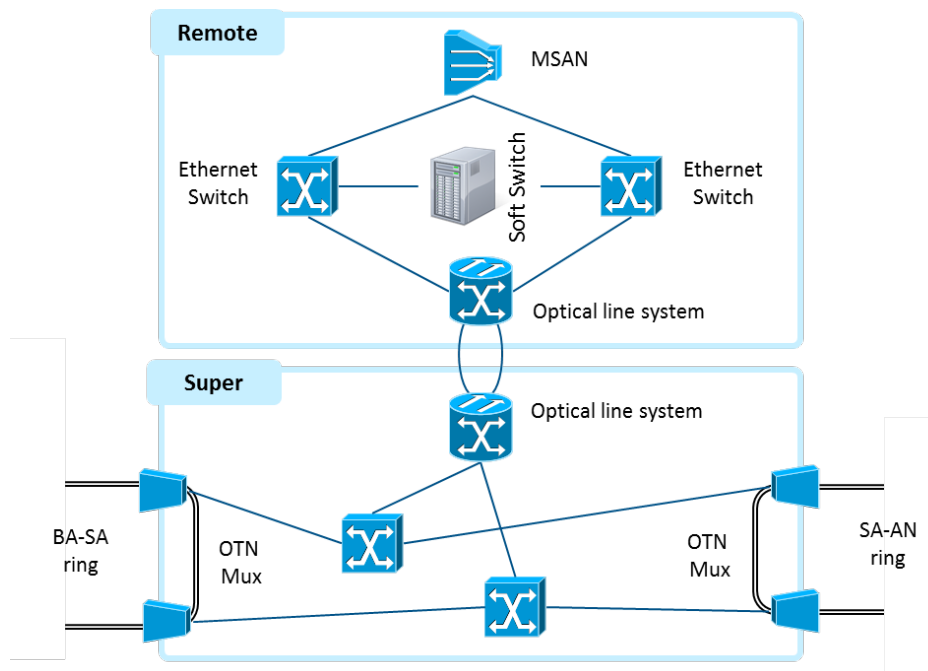 Remote
MSAN
Ethernet
Switch
Soft Switch
Ethernet
Switch
Optical line system
Super
Optical line system
BA-SA
ring
OTN
Mux
OTN
Mux
SA-AN
ring